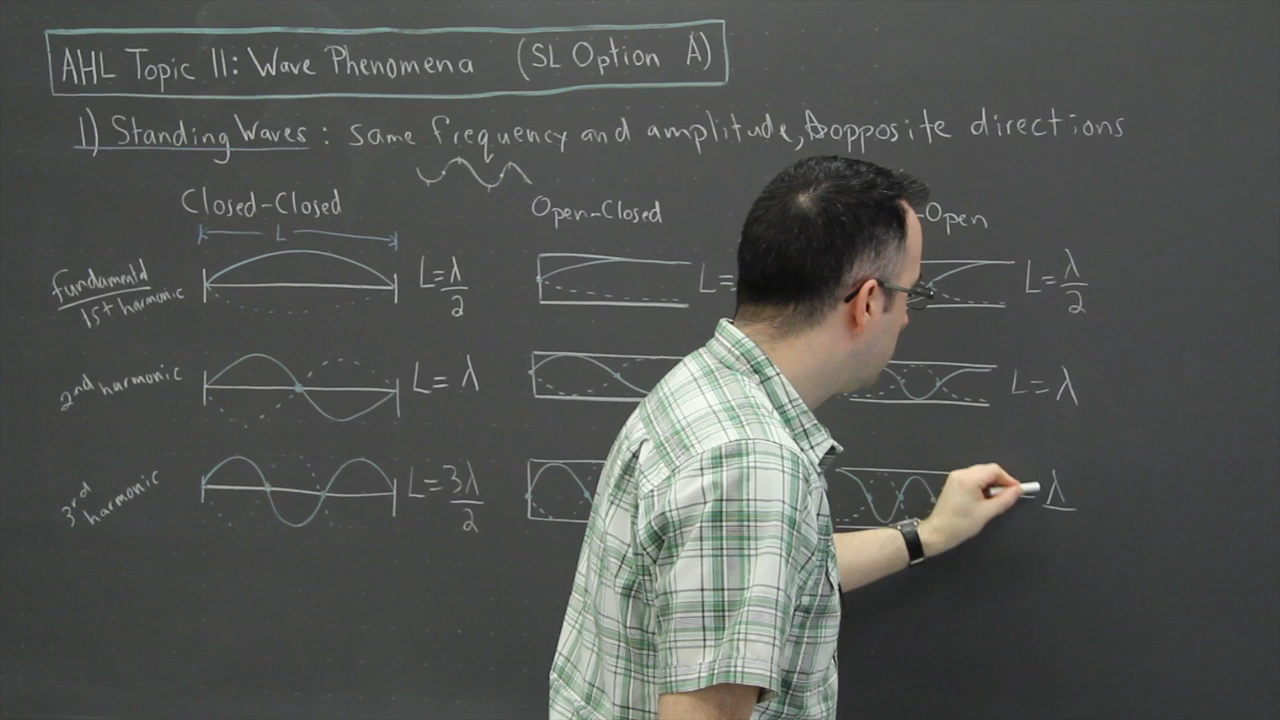 AHL Topic 11: Wave Phenomena (SL Option A)
1) Standing Waves: same frequency and amplitude, opposite directions
Closed-Closed
Open-Closed
-Open
L
fundamental
1st harmonic
L=λ/2
L=
L=λ/2
2nd harmonic
L=λ
L=λ
3rd harmonic
L=3λ/2
λ